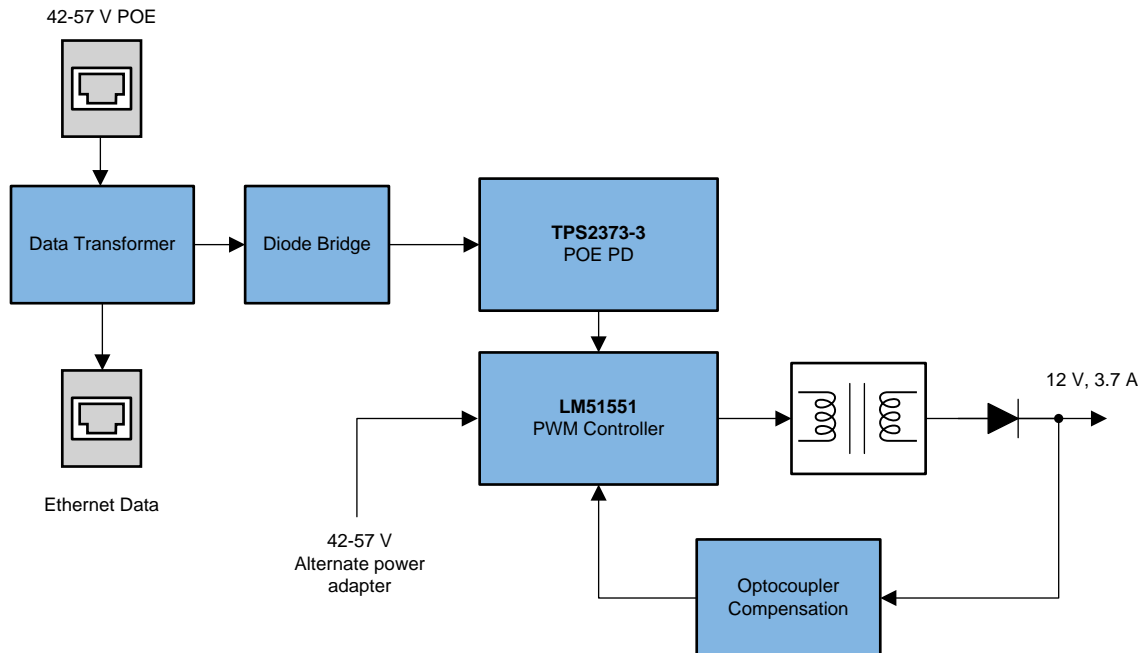 42-57 V POE
Data Transformer
Diode Bridge
TPS2373-3
POE PD
LM51551
PWM Controller
12 V, 3.7 A
Ethernet Data
42-57 V
Alternate power
adapter
Optocoupler
Compensation